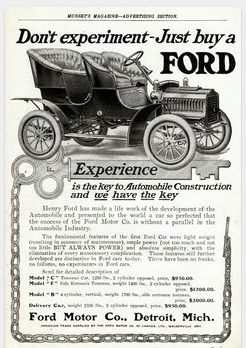 MUNSEY'S MAGAZINE—ADVERTISING SECTION.
Don't experiment-Just buy a
FORD
Experience
is the key to Automobile Construction
and we have the key
Henry Ford has made a life work of the development of the
Automobile and presented to the world a car so perfected that
the success of the Ford Motor Co. is without a parallel in the
Automobile Industry.
The fundamental features of the first Ford Car were light weight
(resulting in economy of maintenance), ample power (not too much and not
too little BUT ALWAYS POWER) and absolute simplicity, with the
elimination of every unnecessary complication. These features still further
developed are distinctive in Ford cars to-day. There have been no freaks,
no failures, no experiments in Ford cars.
Send for detailed description of
Model "C" Tonneau Car, 1250 lbs., 2 cylinder opposed, price, $950.00.
Model "F" Side Entrance Tonneau, weight 1400 lbs., 2 cylinder opposed,
price, $1200.00.
Model "B" 4 cylinder, vertical, weight 1700 lbs., side entrance,
price, $2000.00.
Delivery Car, weight 1350 lbs., 2 cylinder opposed, price, $950.00.
Ford Motor Co., Detroit, Mich.
CANADIAN TRADE SUPPLIED BY THE FORD MOTOR CO. OF CANADA, LTD., WALKERVILLE, ONT.